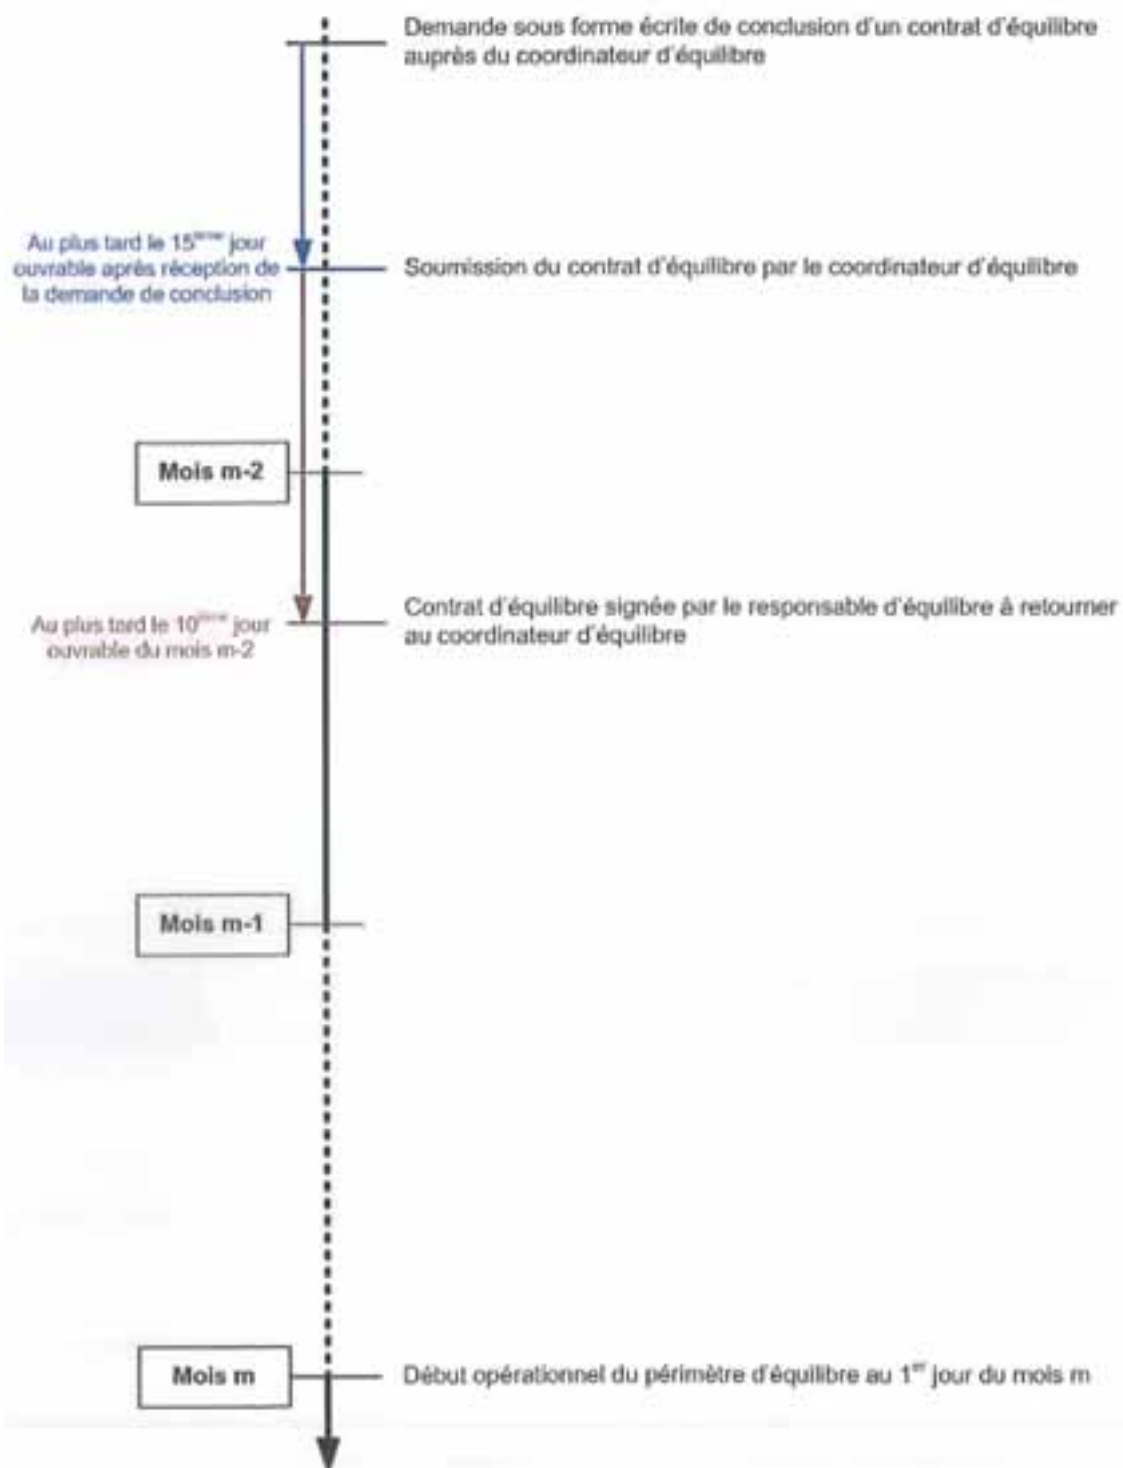 Demande sous forme écrite de conclusion d'un contrat d'équilibre
auprès du coordinateur d'équilibre
Au plus tard le 15ème jour
ouvrable après réception de
la demande de conclusion
Soumission du contrat d'équilibre par le coordinateur d'équilibre
Mois m-2
Contrat d'équilibre signée par le responsable d'équilibre à retourner
au coordinateur d'équilibre
Au plus tard le 10ème jour
ouvrable du mois m-2
Mois m-1
Mois m
Début opérationnel du périmètre d'équilibre au 1er jour du mois m